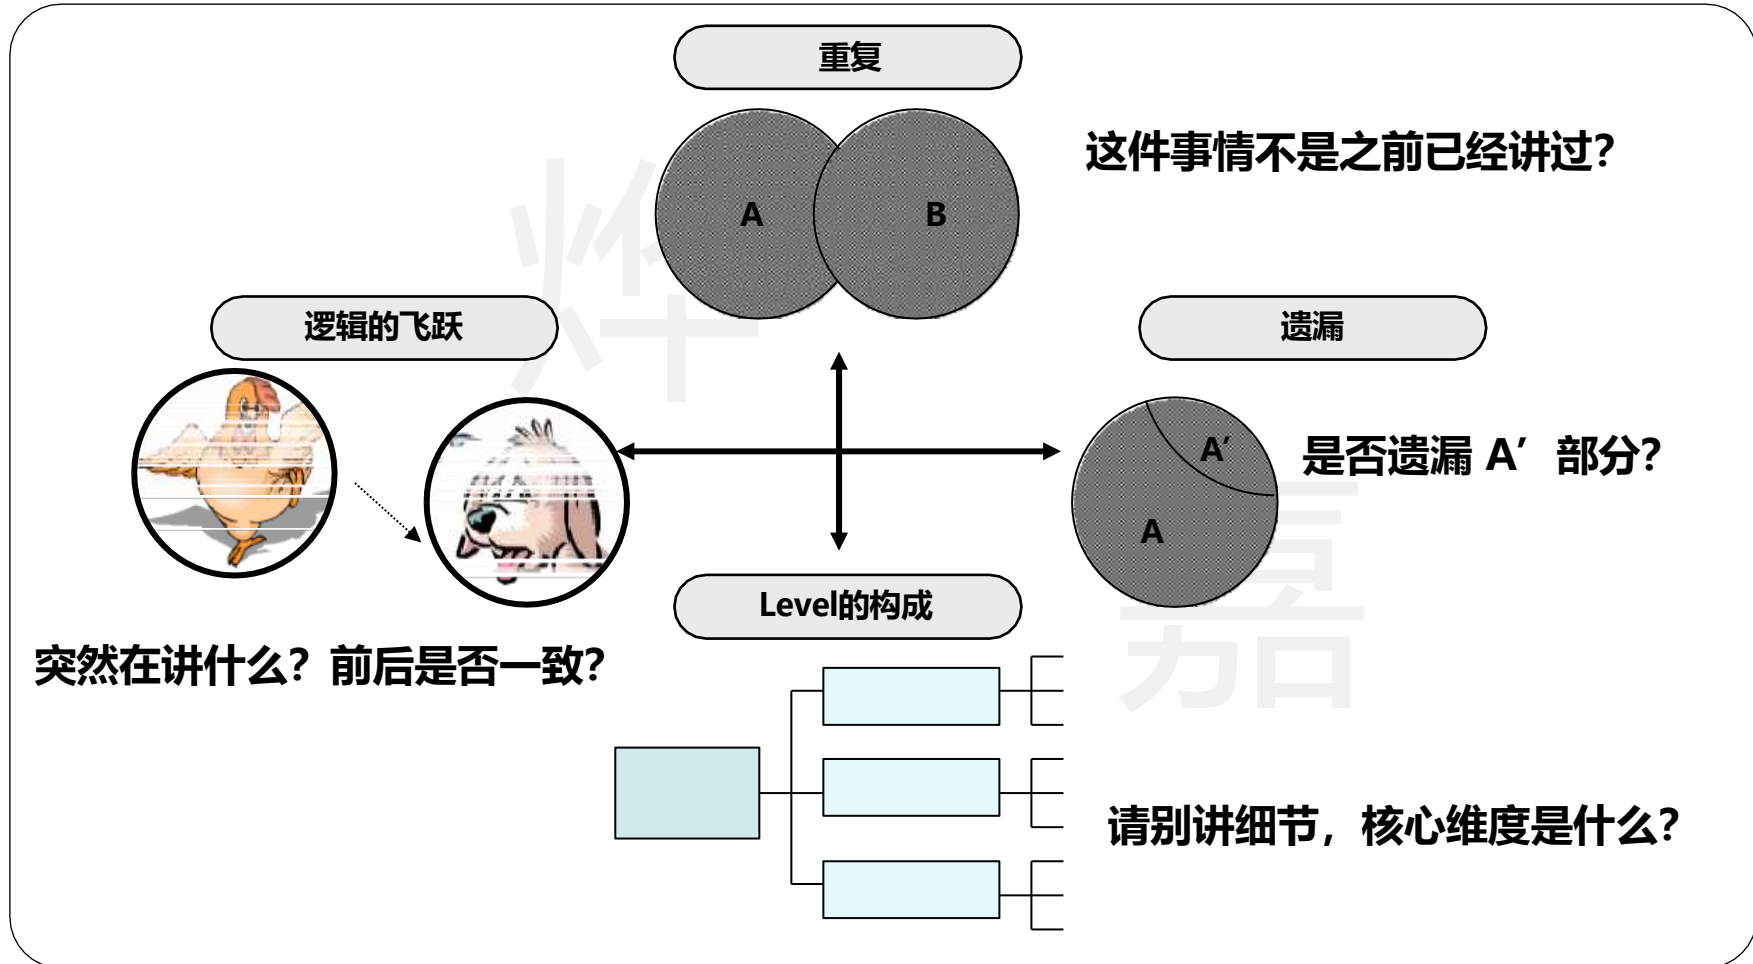 重复
这件事情不是之前已经讲过？
A
B
烨
逻辑的飞跃
遗漏
A′
是否遗漏 A′ 部分？
A
嘉
Level的构成
突然在讲什么？前后是否一致？
请别讲细节，核心维度是什么？